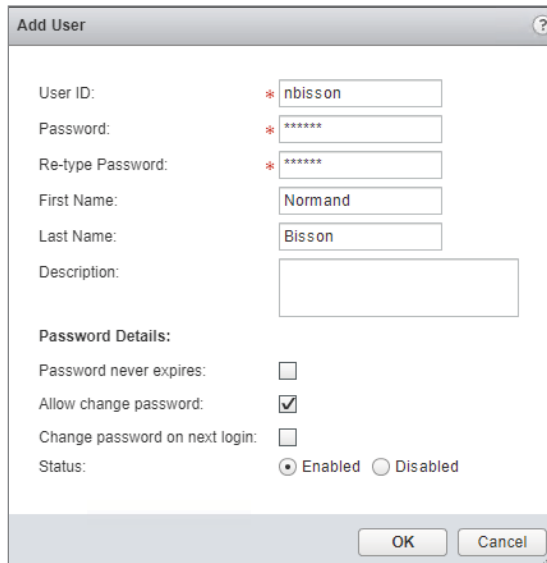 Add User ?
User ID: * nbisson
Password: * ******
Re-type Password: * ******
First Name: Normand
Last Name: Bisson
Description:
Password Details:
Password never expires:
Allow change password:
Change password on next login:
Status: Enabled Disabled
OK Cancel